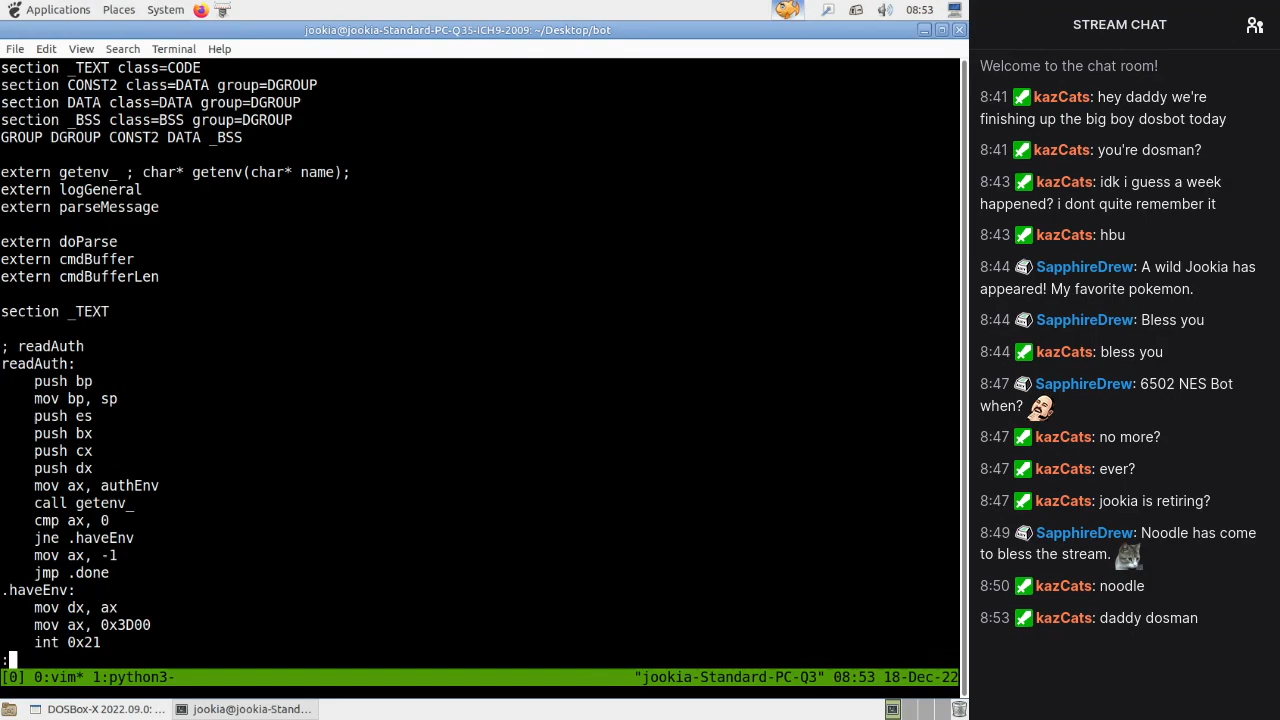 Applications Places System 08:53
jookia@jookia-Standard-PC-Q35-ICH9-2009: ~/Desktop/bot
File Edit View Search Terminal Help
section _TEXT class=CODE
section CONST2 class=DATA group=DGROUP
section DATA class=DATA group=DGROUP
section _BSS class=BSS group=DGROUP
GROUP DGROUP CONST2 DATA _BSS
extern getenv_ ; char* getenv(char* name);
extern logGeneral
extern parseMessage
extern doParse
extern cmdBuffer
extern cmdBufferLen
section _TEXT
; readAuth
readAuth:
push bp
mov bp, sp
push es
push bx
push cx
push dx
mov ax, authEnv
call getenv_
cmp ax, 0
jne .haveEnv
mov ax, -1
jmp .done
.haveEnv:
mov dx, ax
mov ax, 0x3D00
int 0x21
:
[0] 0:vim* 1:python3- "jookia-Standard-PC-Q3" 08:53 18-Dec-22
DOSBox-X 2022.09.0: ... jookia@jookia-Stand...
STREAM CHAT
Welcome to the chat room!
8:41 kazCats: hey daddy we're
finishing up the big boy dosbot today
8:41 kazCats: you're dosman?
8:43 kazCats: idk i guess a week
happened? i dont quite remember it
8:43 kazCats: hbu
8:44 SapphireDrew: A wild Jookia has
appeared! My favorite pokemon.
8:44 SapphireDrew: Bless you
8:44 kazCats: bless you
8:47 SapphireDrew: 6502 NES Bot
when?
8:47 kazCats: no more?
8:47 kazCats: ever?
8:47 kazCats: jookia is retiring?
8:49 SapphireDrew: Noodle has come
to bless the stream.
8:50 kazCats: noodle
8:53 kazCats: daddy dosman